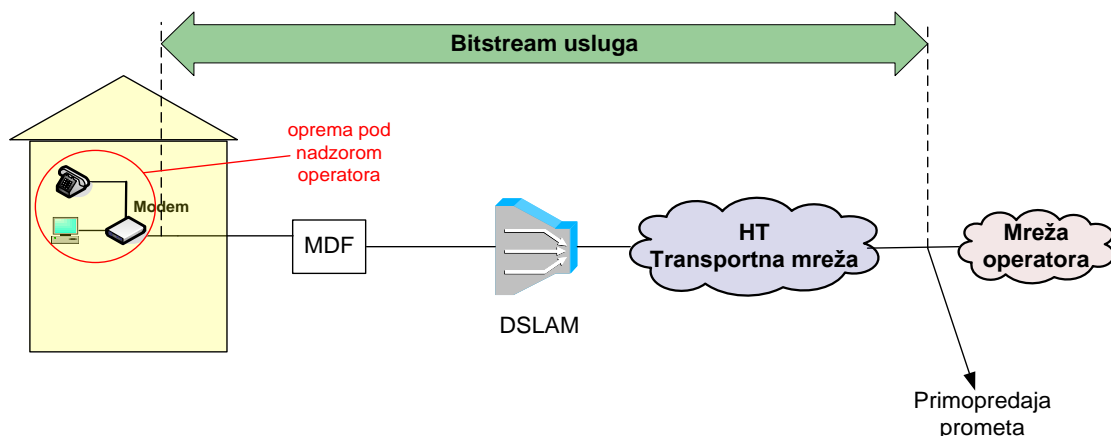 Bitstream usluga
oprema pod
nadzorom
operatora
Modem
MDF
DSLAM
HT
Transportna mreža
Mreža
operatora
Primopredaja
prometa